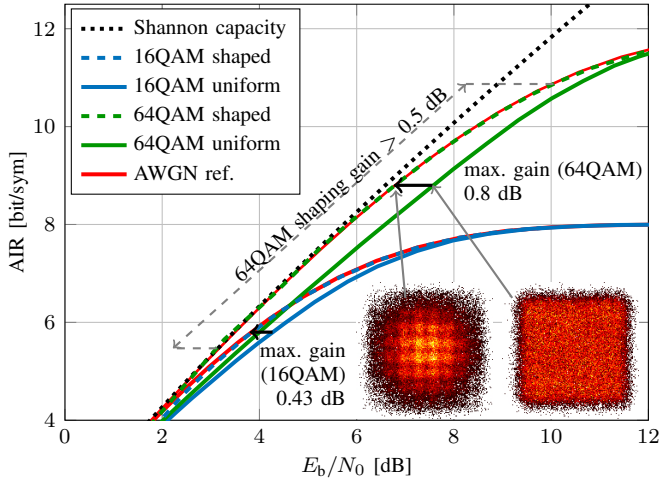 12
10
8
6
4
AIR [bit/sym]
Shannon capacity
16QAM shaped
16QAM uniform
64QAM shaped
64QAM uniform
AWGN ref.
64QAM shaping gain > 0.5 dB
max. gain (64QAM)
0.8 dB
max. gain
(16QAM)
0.43 dB
0 2 4 6 8 10 12
E_b/N_0 [dB]